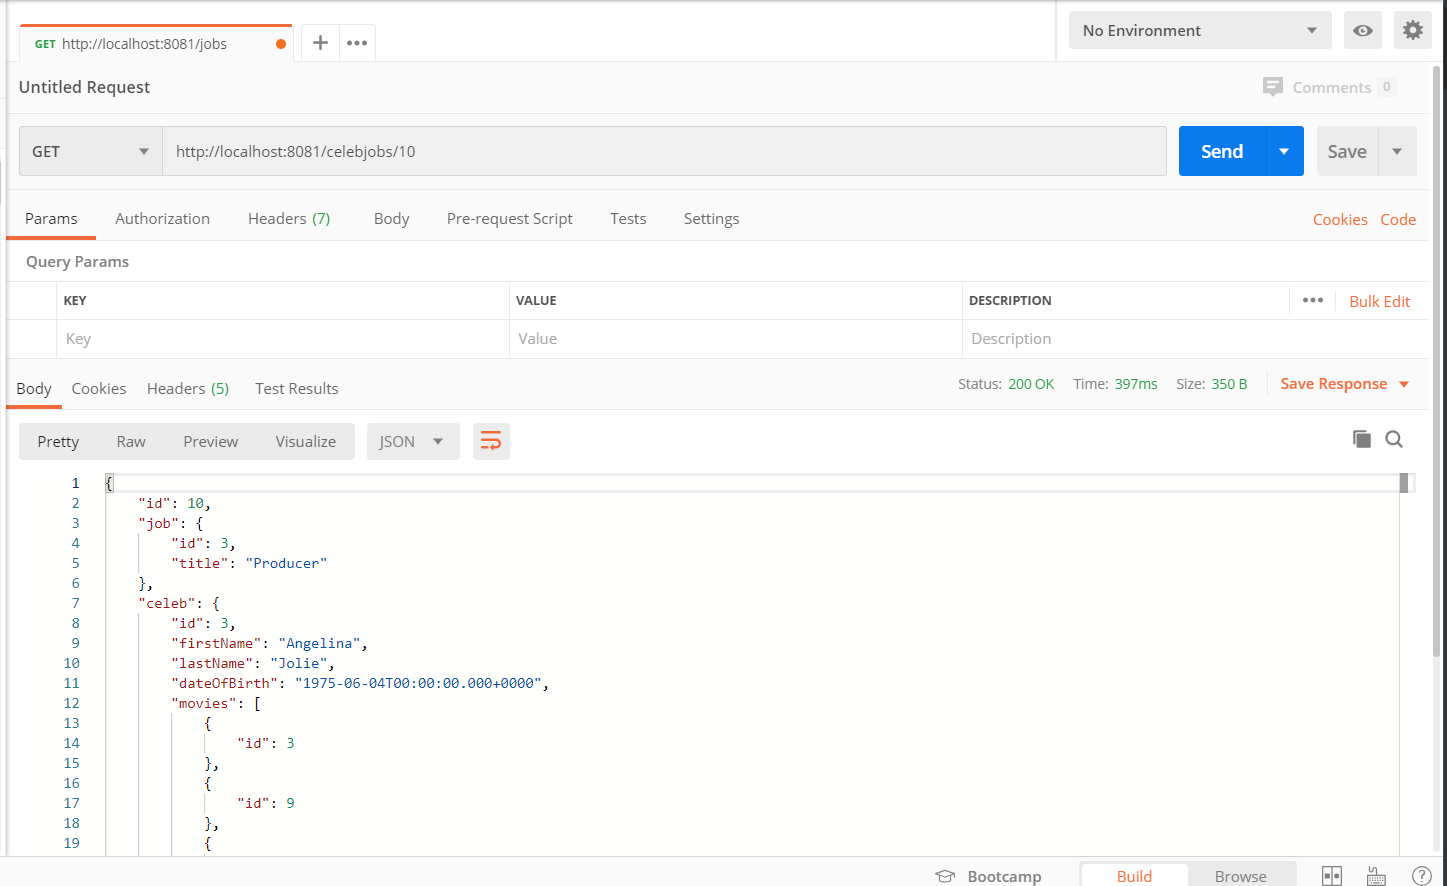 GET http://localhost:8081/jobs
No Environment
Untitled Request
Comments 0
GET http://localhost:8081/celebjobs/10 Send Save
Params Authorization Headers (7) Body Pre-request Script Tests Settings Cookies Code
Query Params
KEY VALUE DESCRIPTION Bulk Edit
Key Value Description
Body Cookies Headers (5) Test Results Status: 200 OK Time: 397ms Size: 350 B Save Response
Pretty Raw Preview Visualize JSON
1 {
2 "id": 10,
3 "job": {
4 "id": 3,
5 "title": "Producer"
6 },
7 "celeb": {
8 "id": 3,
9 "firstName": "Angelina",
10 "lastName": "Jolie",
11 "dateOfBirth": "1975-06-04T00:00:00.000+0000",
12 "movies": [
13 {
14 "id": 3
15 },
16 {
17 "id": 9
18 },
19 {
Bootcamp Build Browse